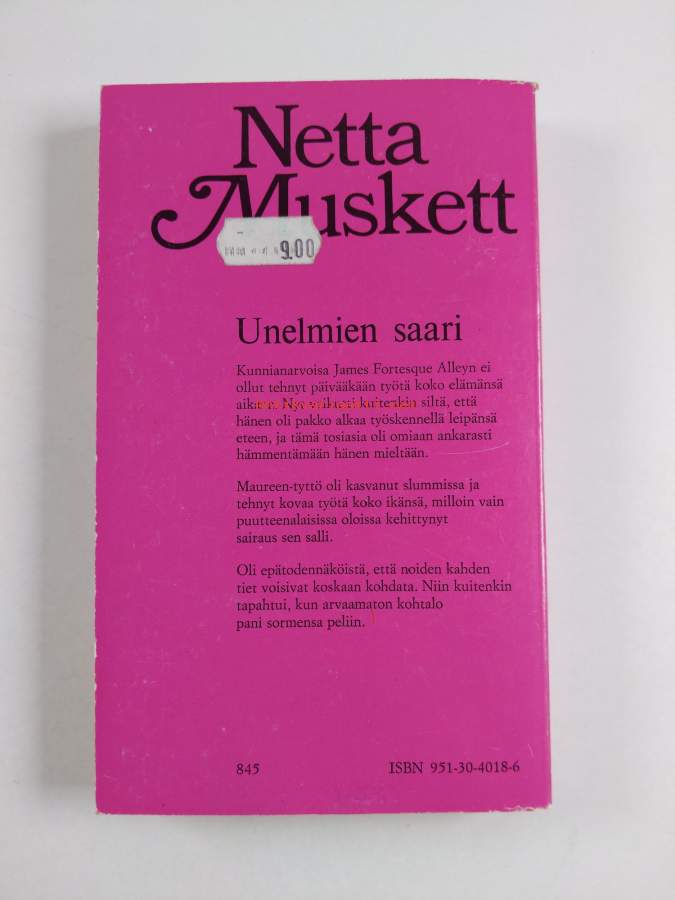 Netta
Muskett
9.00
Unelmien saari
Kunnianarvoisa James Fortesque Alleyn ei
ollut tehnyt päivääkään työtä koko elämänsä
aikana. Nyt kuitenkin siltä, että
hänen oli pakko alkaa työskennellä leipänsä
eteen, ja tämä tosiasia oli omiaan ankarasti
hämmentämään hänen mieltään.
Maureen-tyttö oli kasvanut slummissa ja
tehnyt kovaa työtä koko ikänsä, milloin vain
puutteenalaisissa oloissa kehittynyt
sairaus sen salli.
Oli epätodennäköistä, että noiden kahden
tiet voisivat koskaan kohdata. Niin kuitenkin
tapahtui, kun arvaamaton kohtalo
pani sormensa peliin.
845 ISBN 951-30-4018-6